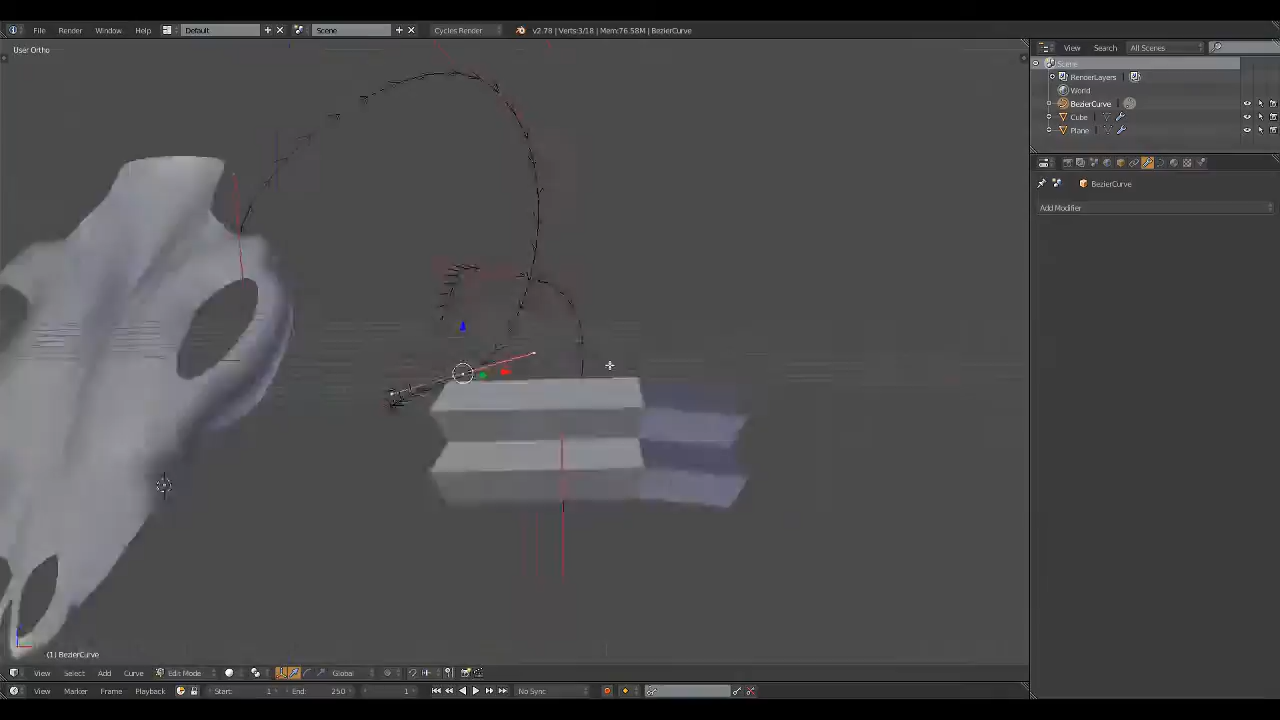 File Render Window Help Default Scene Cycles Render v2.78 | Verts:3/18 | Mem:76.58M | BezierCurve
View Search All Scenes
User Ortho
Scene
RenderLayers
World
BezierCurve
Cube
Plane
BezierCurve
Add Modifier
(1) BezierCurve
View Select Add Curve Edit Mode Global
View Marker Frame Playback Start: 1 End: 250 1 No Sync